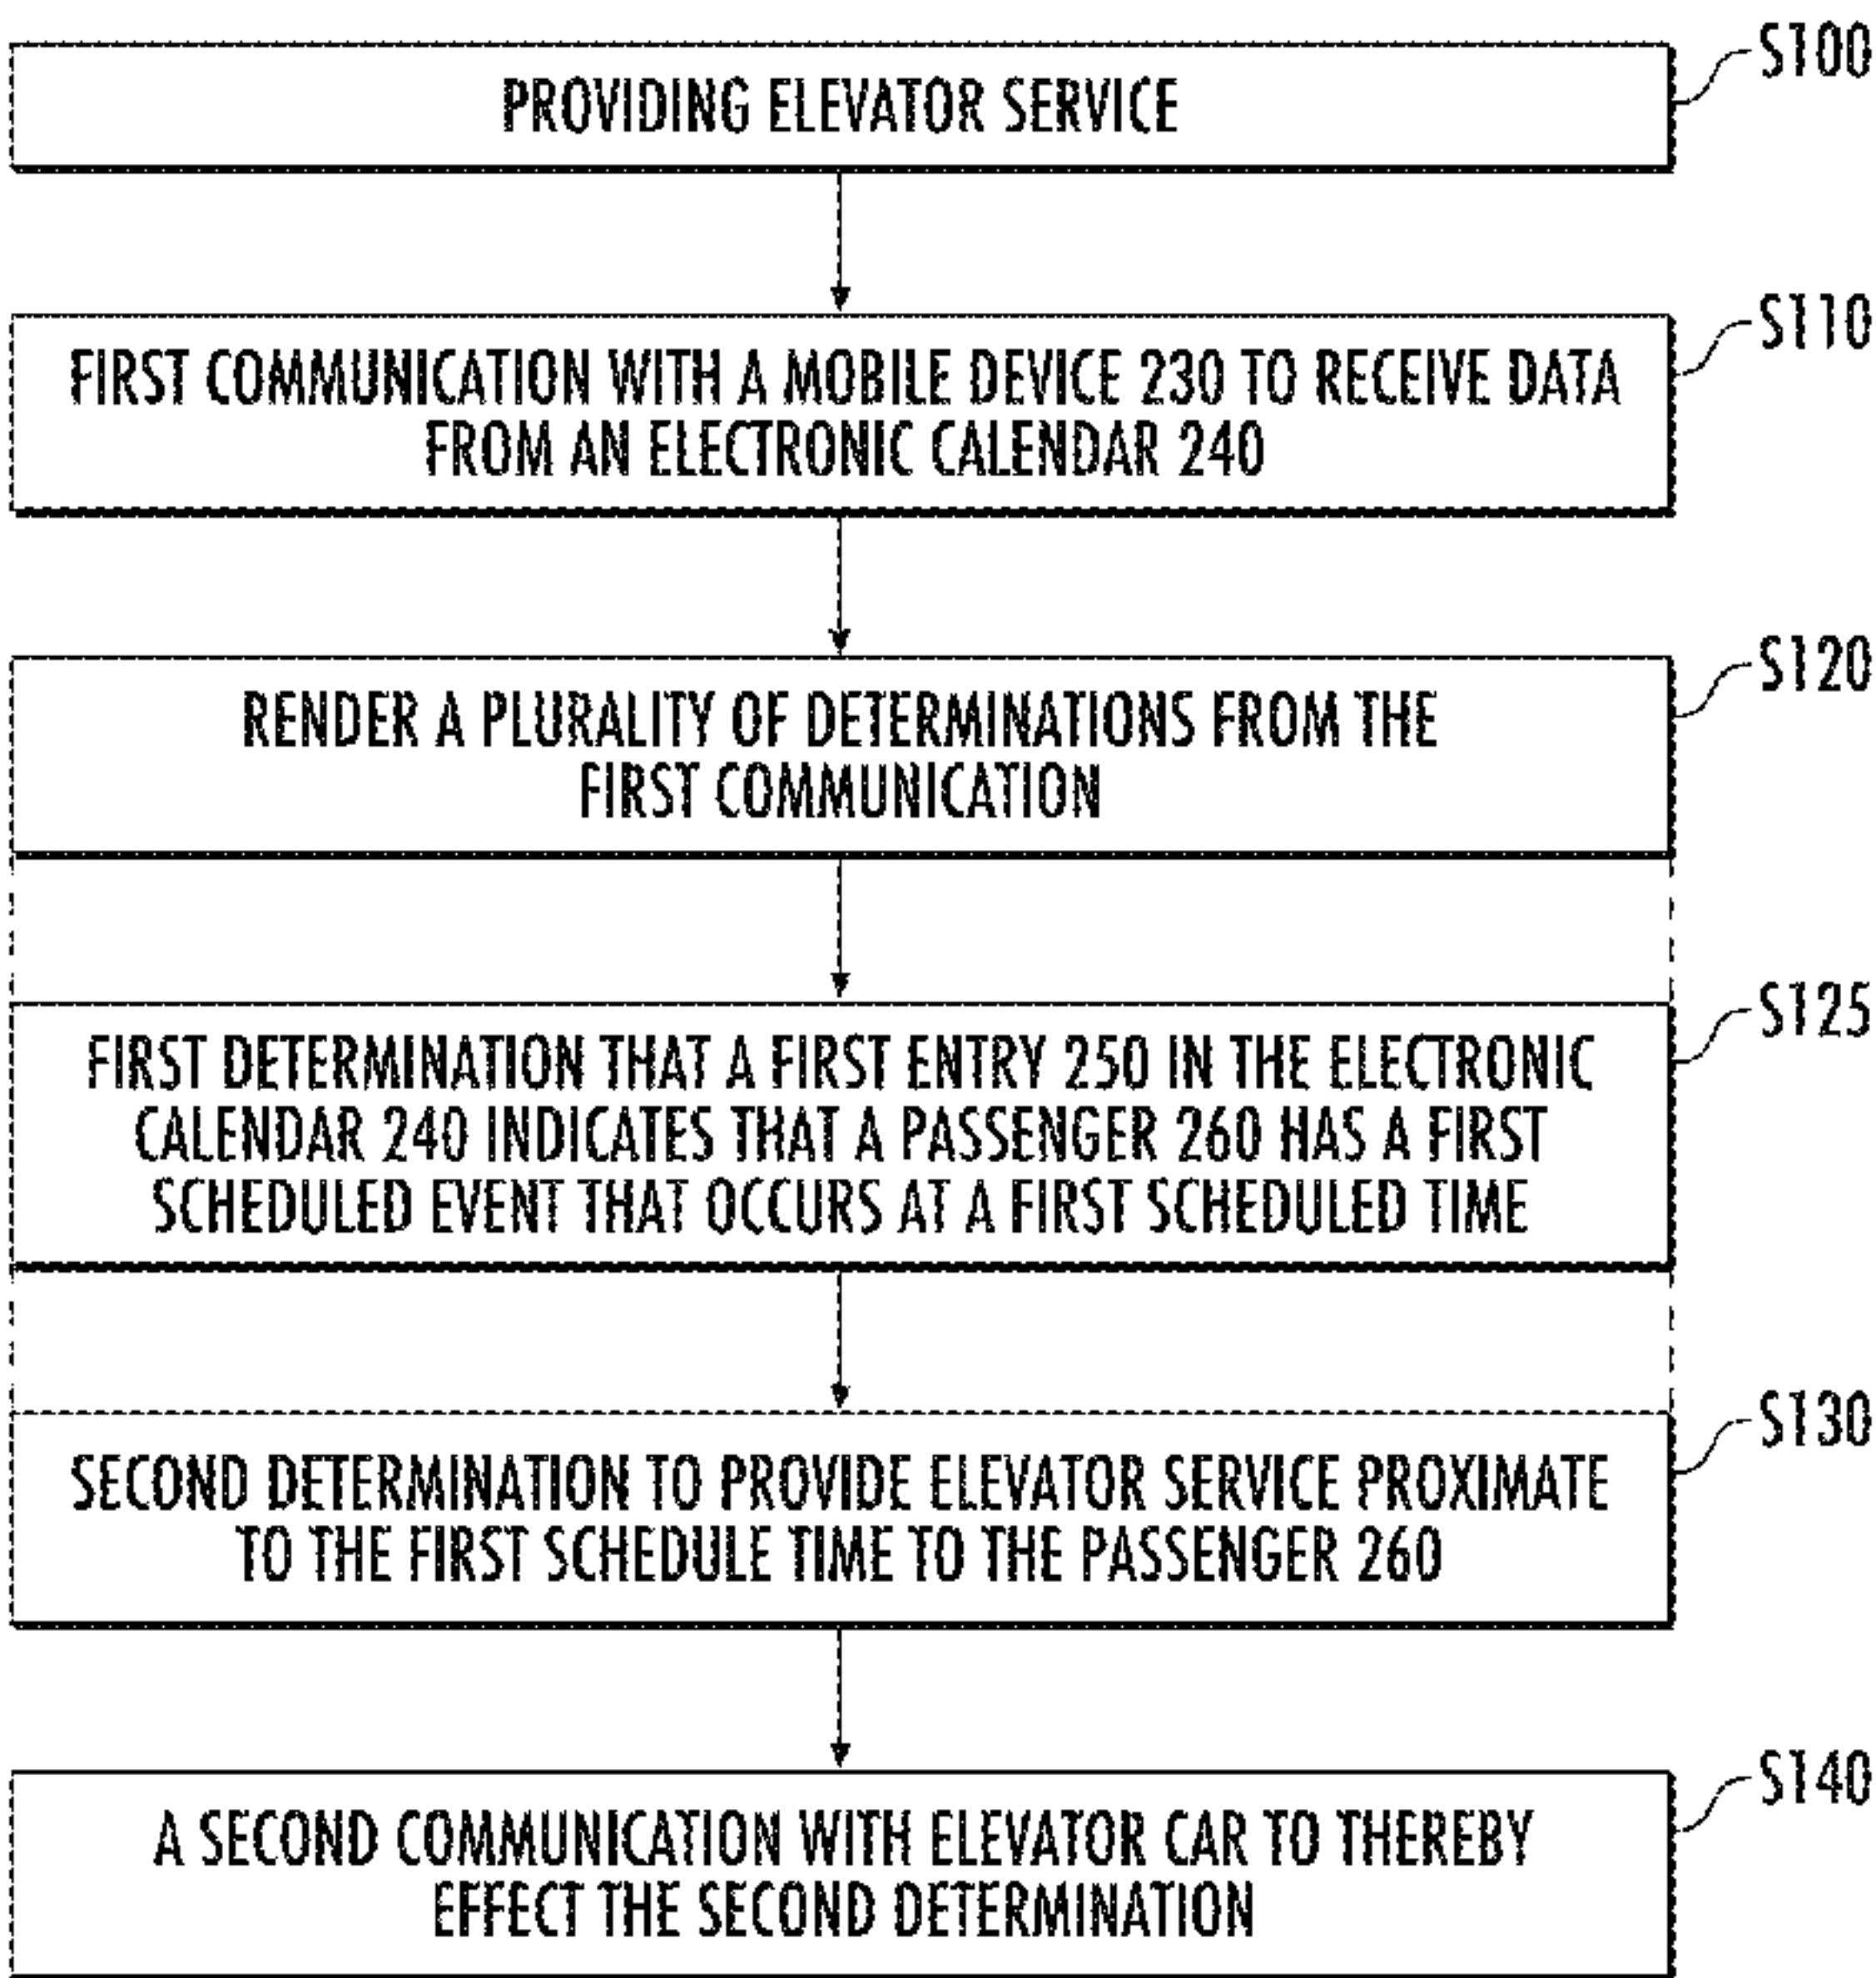 S100
PROVIDING ELEVATOR SERVICE
S110
FIRST COMMUNICATION WITH A MOBILE DEVICE 230 TO RECEIVE DATA
FROM AN ELECTRONIC CALENDAR 240
S120
RENDER A PLURALITY OF DETERMINATIONS FROM THE
FIRST COMMUNICATION
S125
FIRST DETERMINATION THAT A FIRST ENTRY 250 IN THE ELECTRONIC
CALENDAR 240 INDICATES THAT A PASSENGER 260 HAS A FIRST
SCHEDULED EVENT THAT OCCURS AT A FIRST SCHEDULED TIME
S130
SECOND DETERMINATION TO PROVIDE ELEVATOR SERVICE PROXIMATE
TO THE FIRST SCHEDULE TIME TO THE PASSENGER 260
S140
A SECOND COMMUNICATION WITH ELEVATOR CAR TO THEREBY
EFFECT THE SECOND DETERMINATION